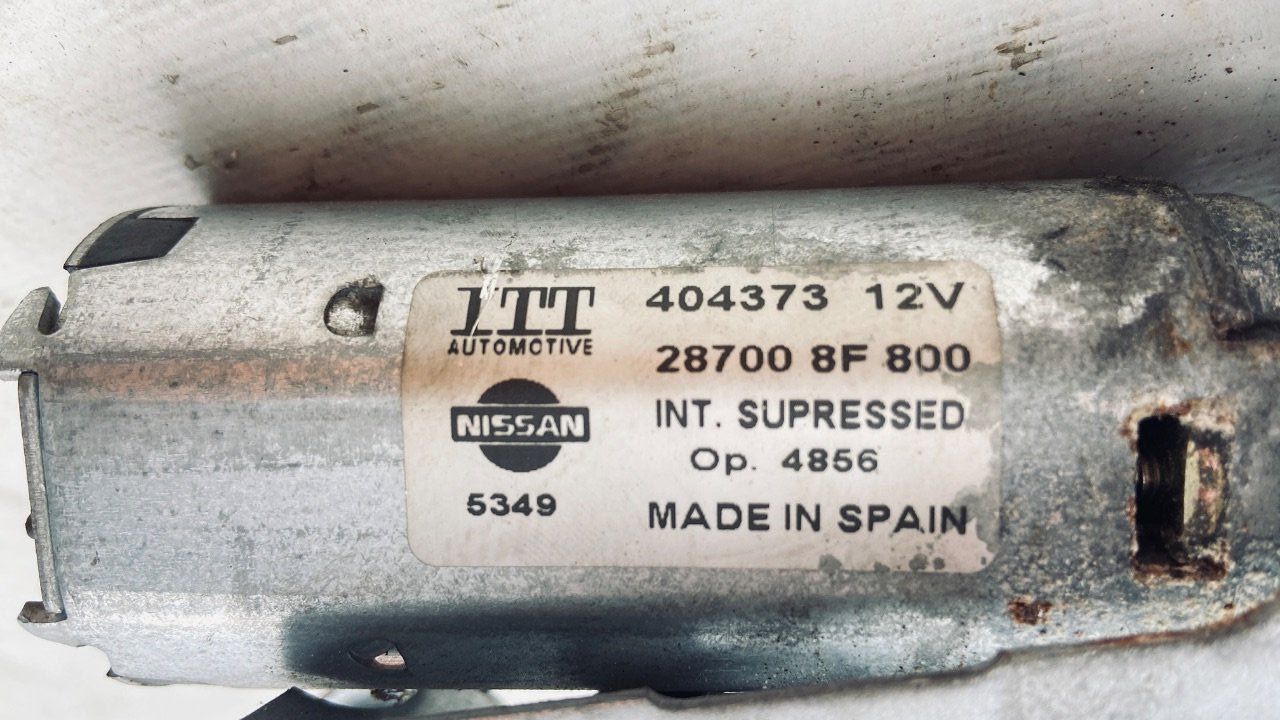 ITT
AUTOMOTIVE
NISSAN
5349
404373 12V
28700 8F 800
INT. SUPRESSED
Op. 4856
MADE IN SPAIN